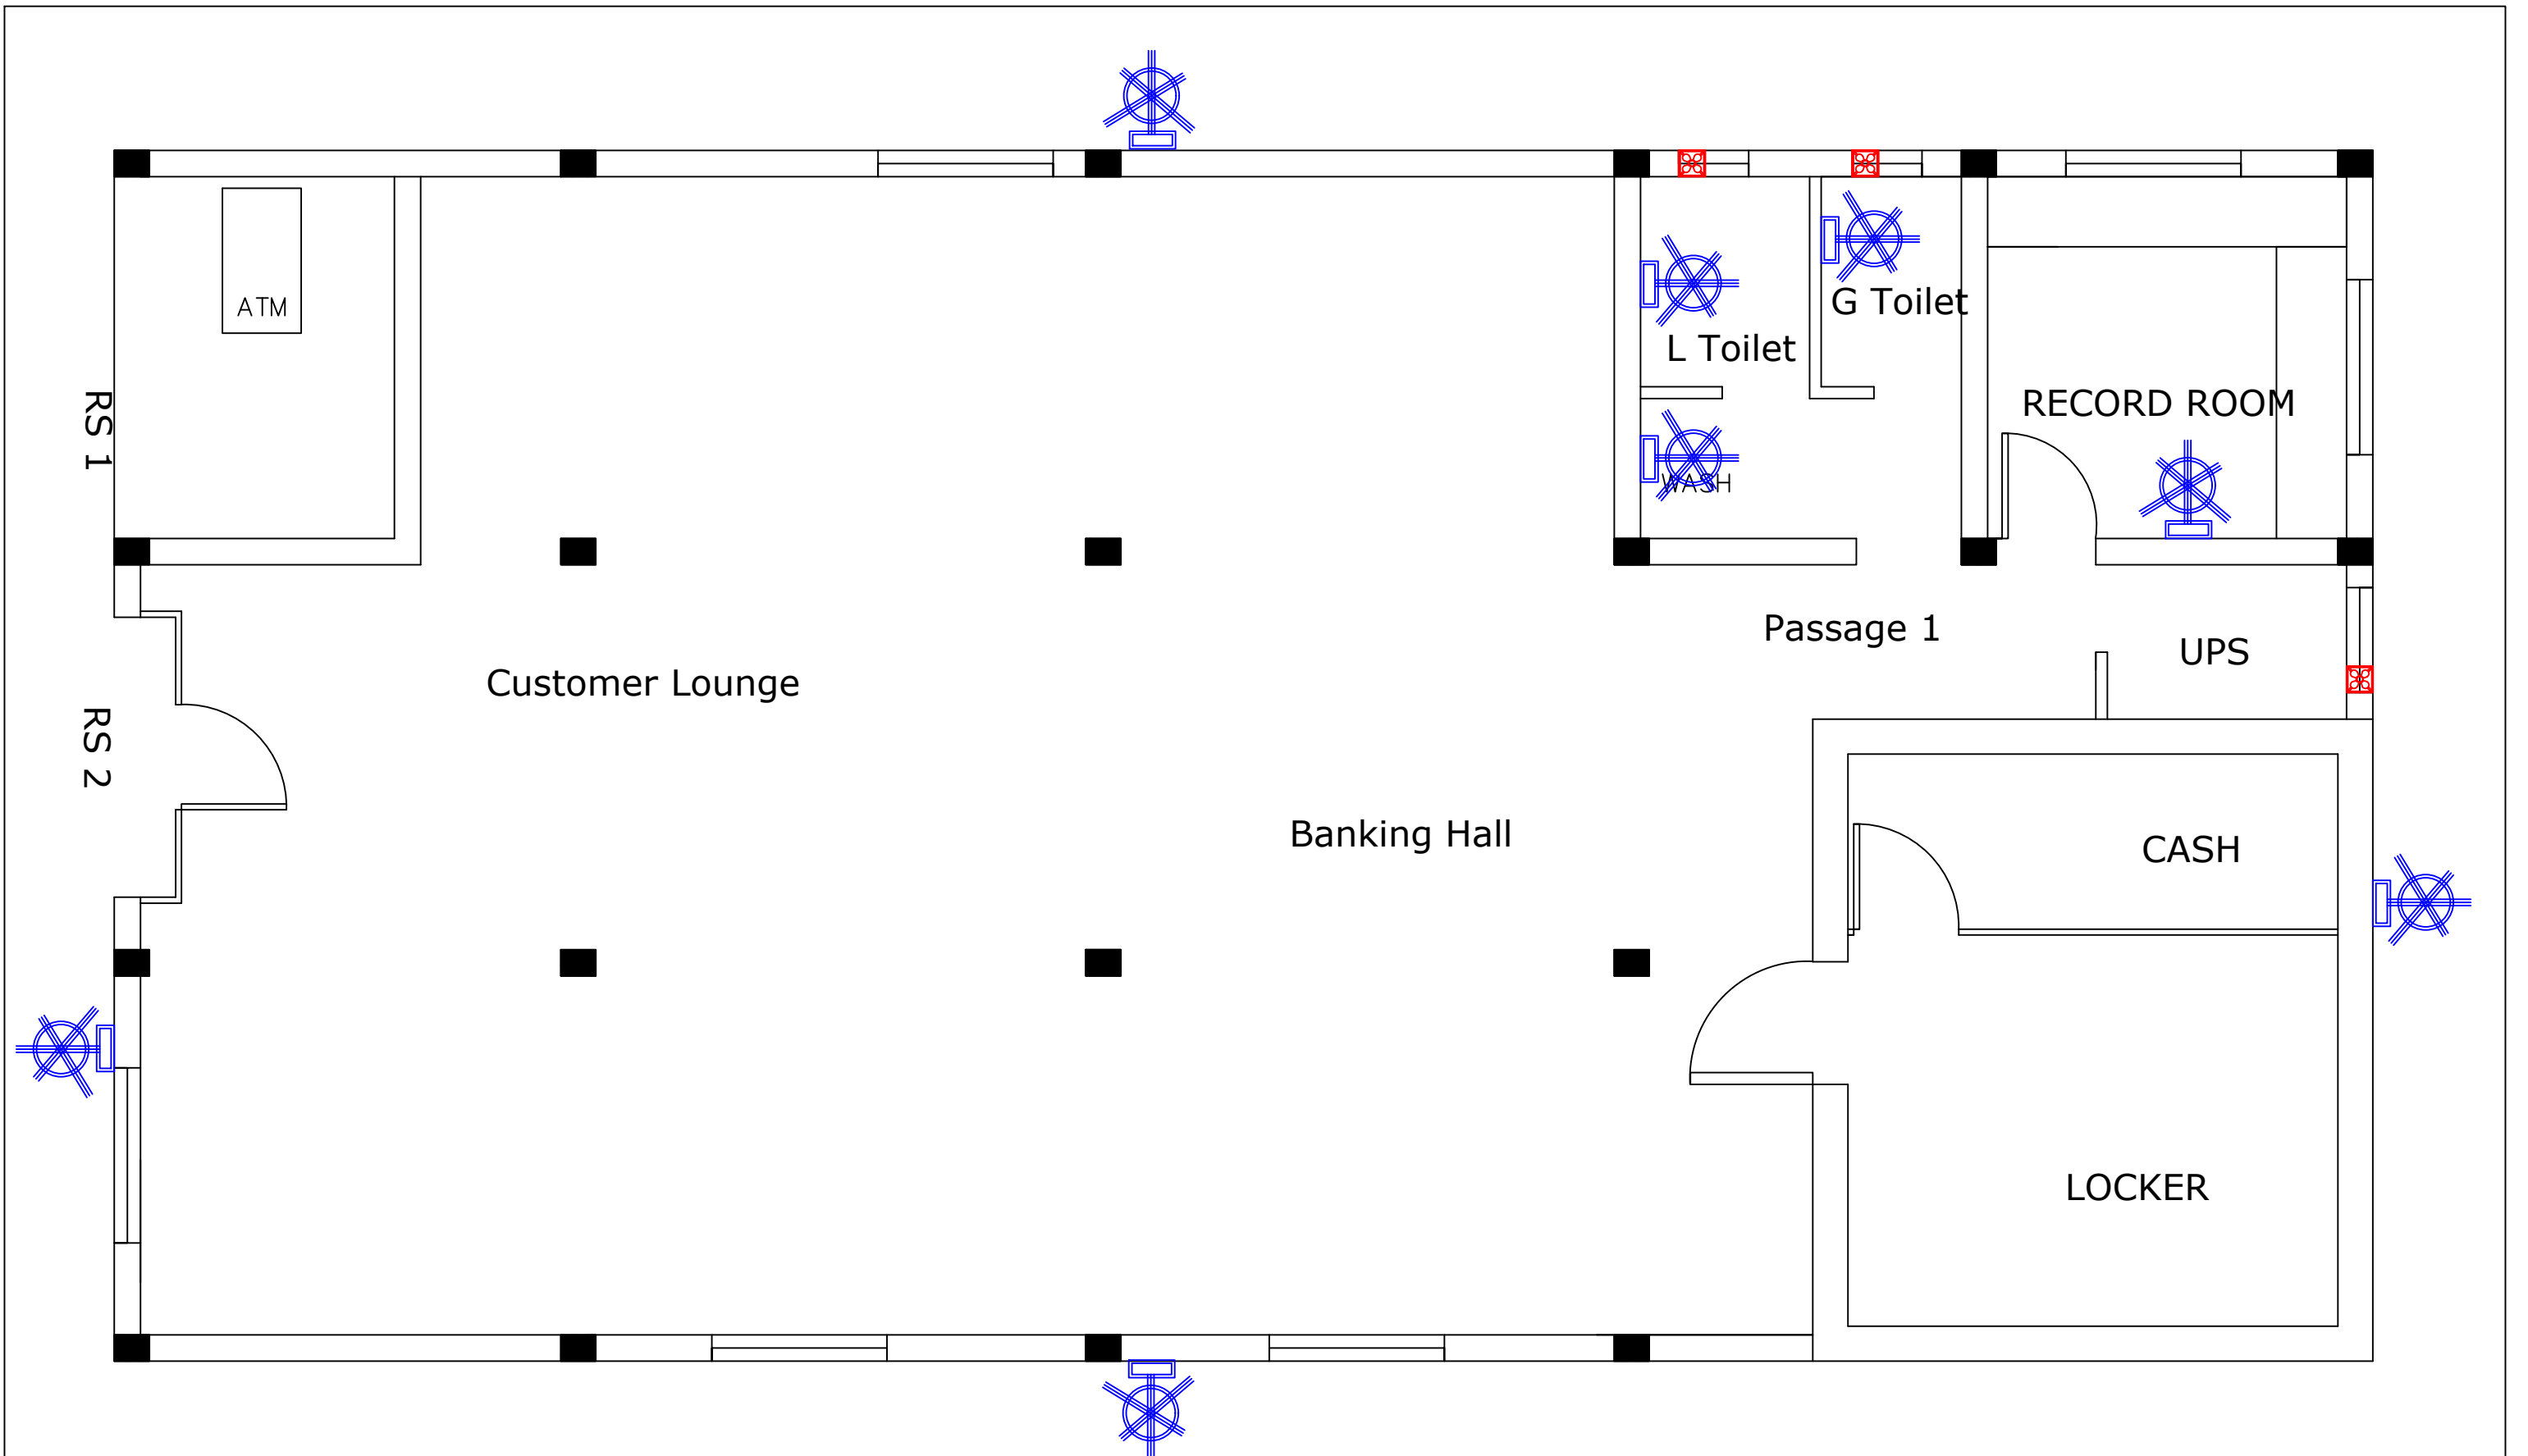 G Toilet
ATM
L Toilet
RECORD ROOM
RS 1
WASH
Passage 1
UPS
Customer Lounge
RS 2
Banking Hall
CASH
LOCKER